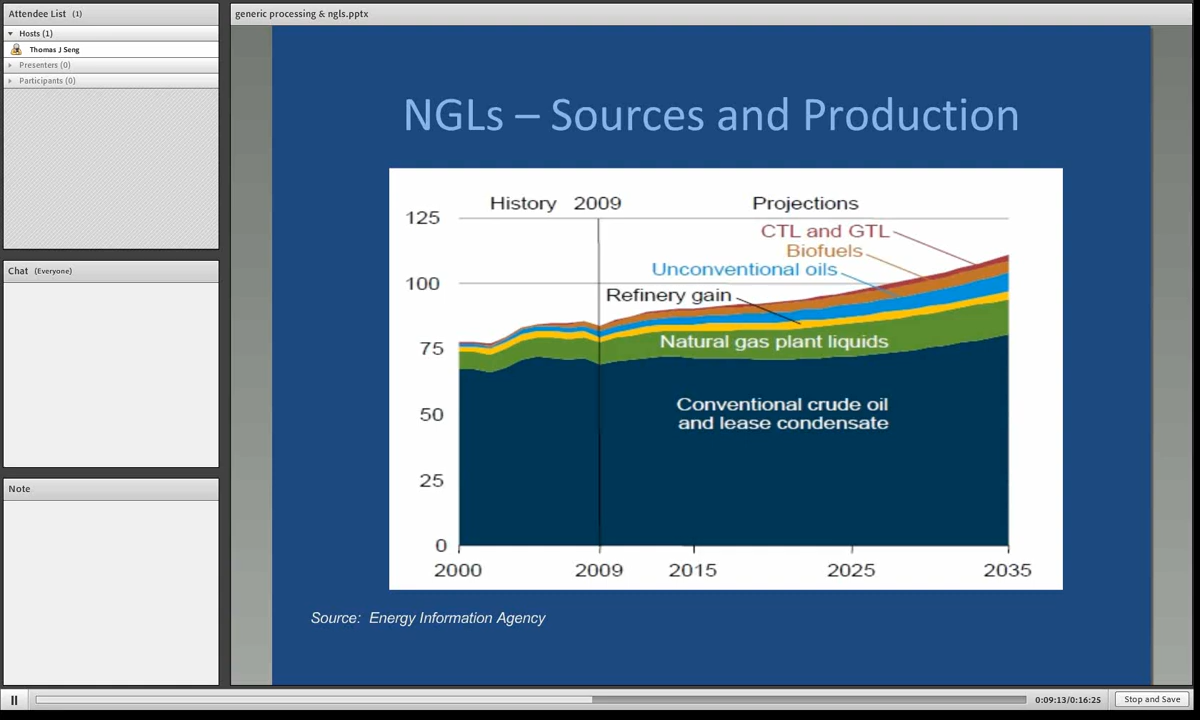 Attendee List (1)
Hosts (1)
Thomas J Seng
Presenters (0)
Participants (0)
Chat (Everyone)
Note
generic processing & ngls.pptx
NGLs – Sources and Production
History 2009 Projections
125
CTL and GTL
Biofuels
Unconventional oils
100
Refinery gain
75
Natural gas plant liquids
50
Conventional crude oil
and lease condensate
25
0
2000 2009 2015 2025 2035
Source: Energy Information Agency
0:09:13/0:16:25
Stop and Save